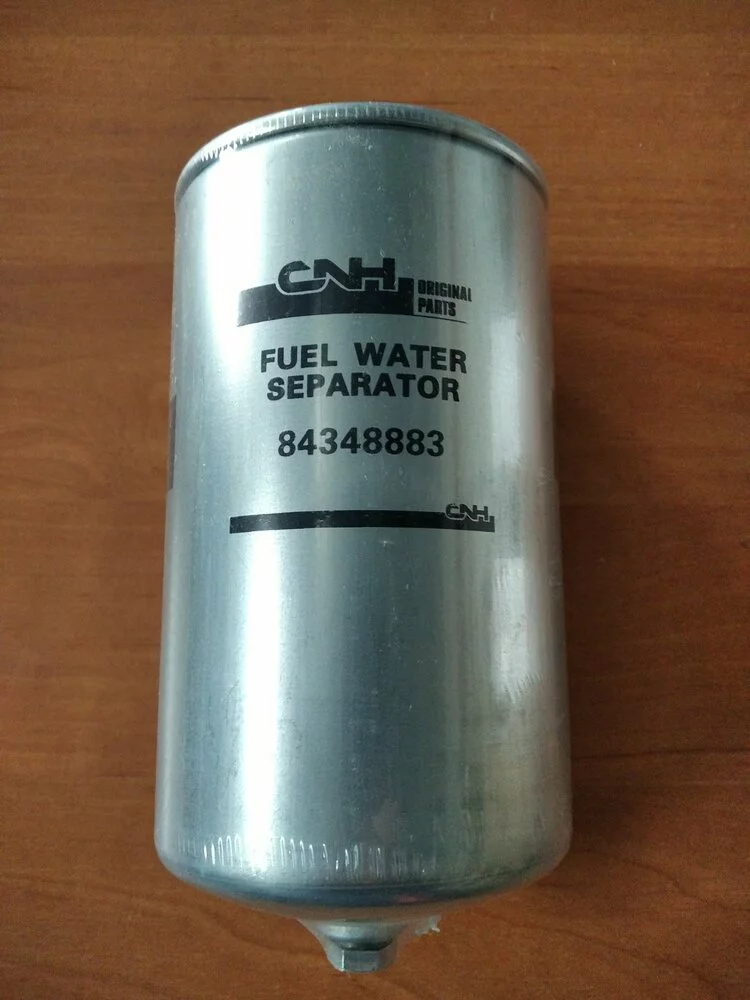 CNH ORIGINAL
PARTS
FUEL WATER
SEPARATOR
84348883
CNH